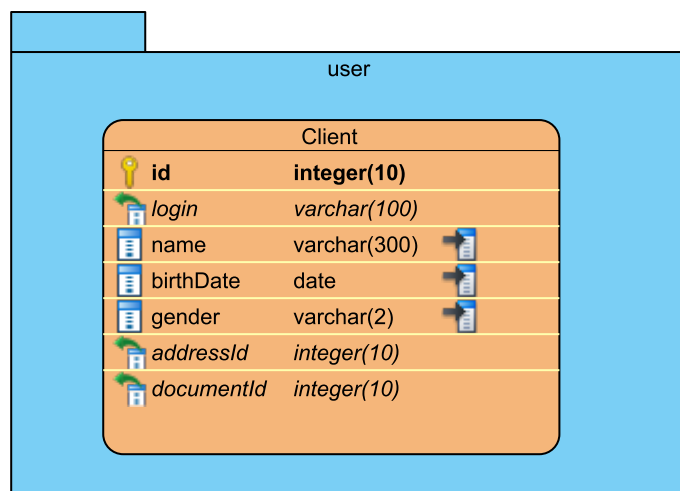 user
Client
id integer(10)
login varchar(100)
name varchar(300)
birthDate date
gender varchar(2)
addressId integer(10)
documentId integer(10)